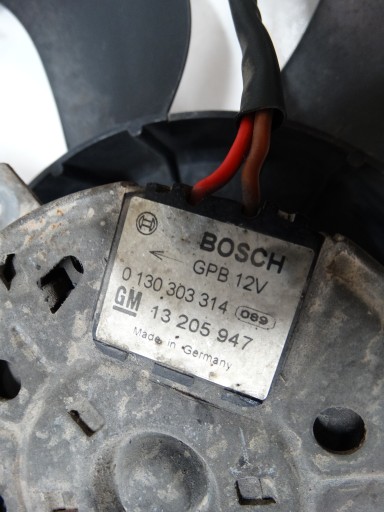 BOSCH
GPB 12V
0 130 303 314 069
GM 13 205 947
Made in Germany